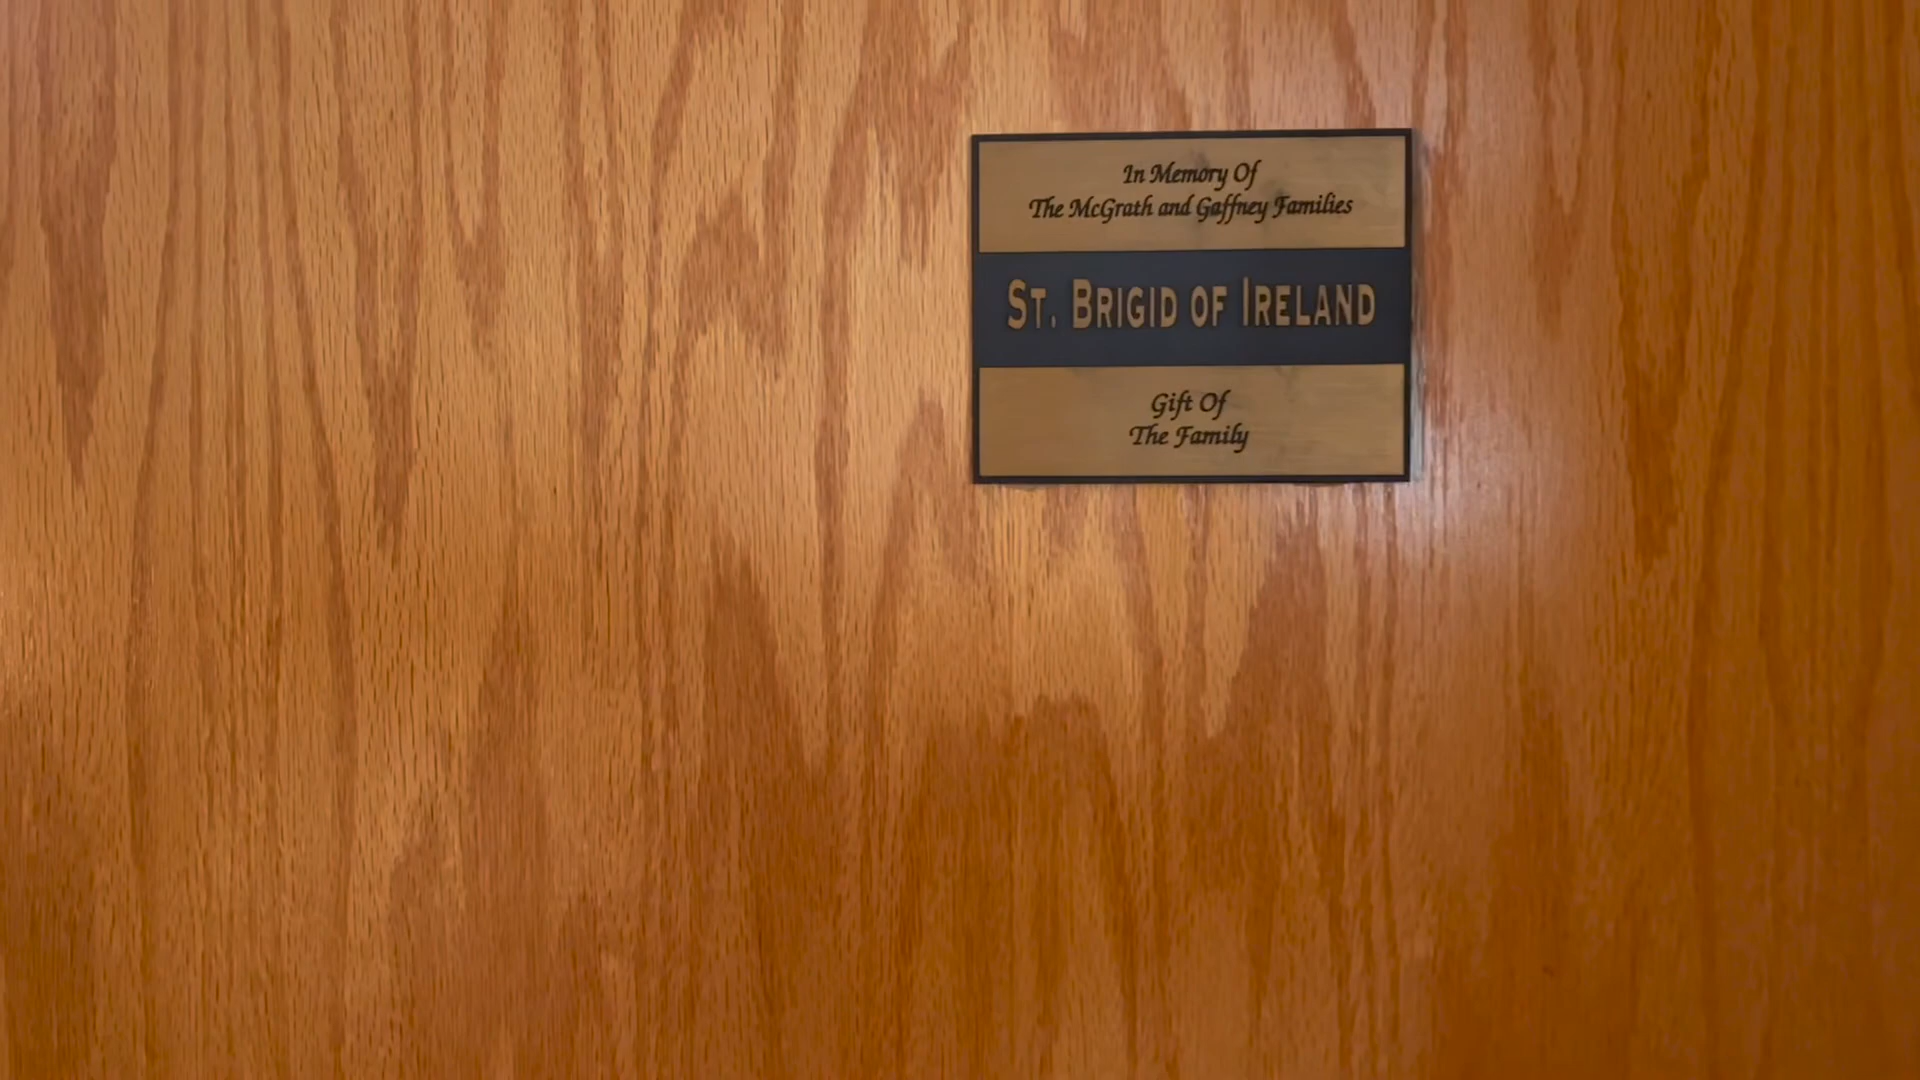 In Memory Of
The McGrath and Gaffney Families
St. Brigid of Ireland
Gift Of
The Family